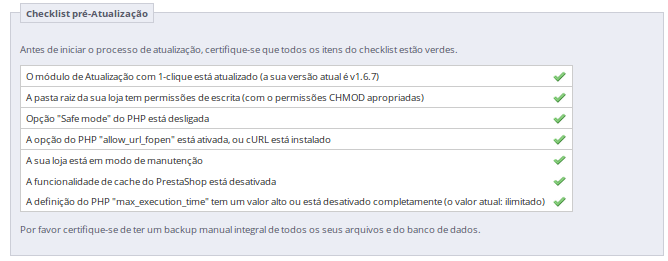 Checklist pré-Atualização
Antes de iniciar o processo de atualização, certifique-se que todos os itens do checklist estão verdes.
O módulo de Atualização com 1-clique está atualizado (a sua versão atual é v1.6.7)
A pasta raiz da sua loja tem permissões de escrita (com o permissões CHMOD apropriadas)
Opção "Safe mode" do PHP está desligada
A opção do PHP "allow_url_fopen" está ativada, ou cURL está instalado
A sua loja está em modo de manutenção
A funcionalidade de cache do PrestaShop está desativada
A definição do PHP "max_execution_time" tem um valor alto ou está desativado completamente (o valor atual: ilimitado)
Por favor certifique-se de ter um backup manual integral de todos os seus arquivos e do banco de dados.